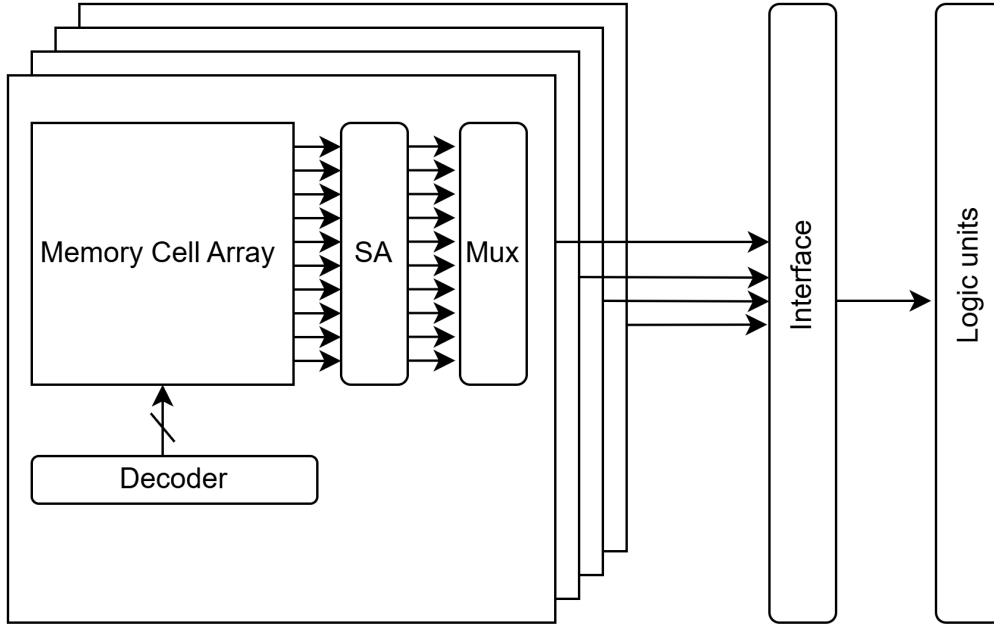 Memory Cell Array
SA
Mux
Decoder
Interface
Logic units